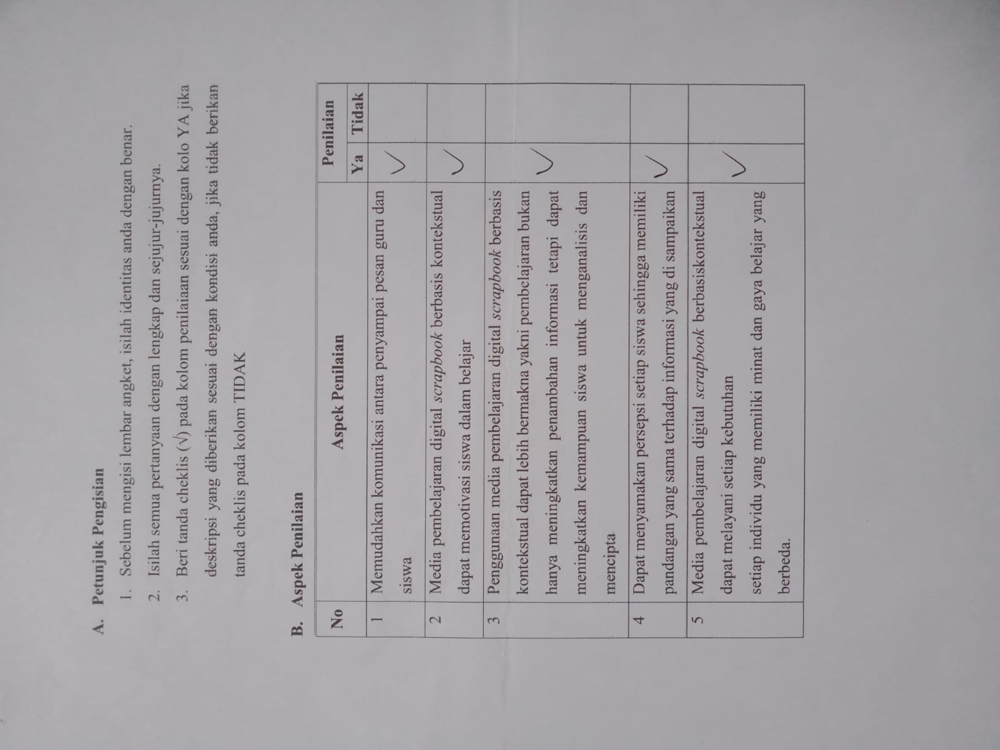 A. Petunjuk Pengisian
1. Sebelum mengisi lembar angket, isilah identitas anda dengan benar.
2. Isilah semua pertanyaan dengan lengkap dan sejujur-jujurnya.
3. Beri tanda cheklis (√) pada kolom penilaiaan sesuai dengan kolo YA jika
deskripsi yang diberikan sesuai dengan kondisi anda, jika tidak berikan
tanda cheklis pada kolom TIDAK
B. Aspek Penilaian
No Aspek Penilaian Penilaian
Ya Tidak
1 Memudahkan komunikasi antara penyampai pesan guru dan ✓
siswa
2 Media pembelajaran digital scrapbook berbasis kontekstual ✓
dapat memotivasi siswa dalam belajar
3 Penggunaan media pembelajaran digital scrapbook berbasis
kontekstual dapat lebih bermakna yakni pembelajaran bukan ✓
hanya meningkatkan penambahan informasi tetapi dapat
meningkatkan kemampuan siswa untuk menganalisis dan
mencipta
4 Dapat menyamakan persepsi setiap siswa sehingga memiliki ✓
pandangan yang sama terhadap informasi yang di sampaikan
5 Media pembelajaran digital scrapbook berbasiskontekstual
dapat melayani setiap kebutuhan ✓
setiap individu yang memiliki minat dan gaya belajar yang
berbeda.